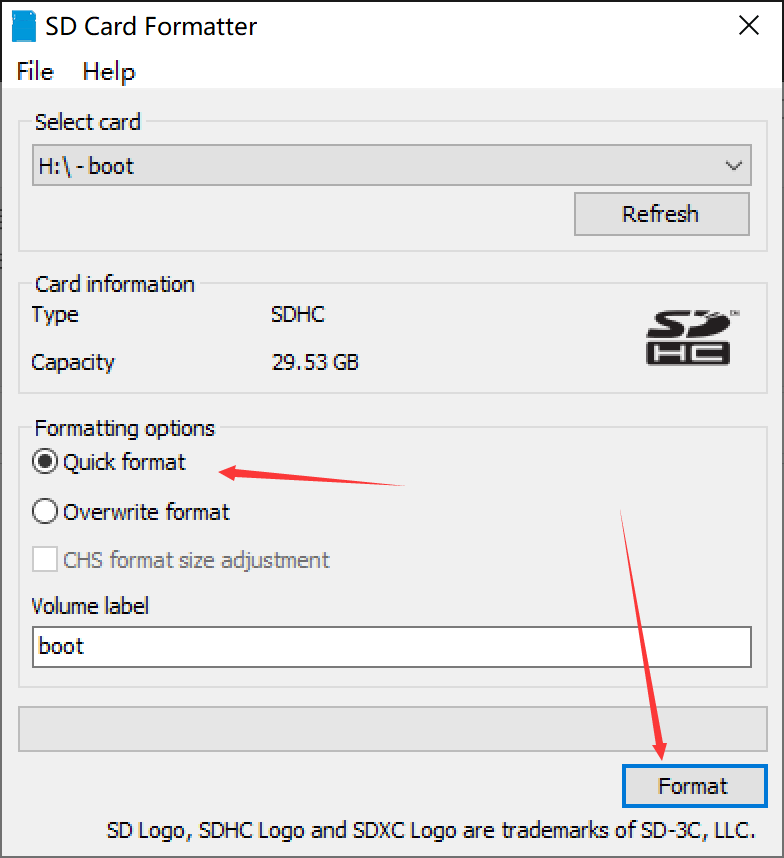 SD Card Formatter
File Help
Select card
H:\ - boot
Refresh
Card information
Type SDHC
Capacity 29.53 GB
SD HC ™
Formatting options
Quick format
Overwrite format
CHS format size adjustment
Volume label
boot
Format
SD Logo, SDHC Logo and SDXC Logo are trademarks of SD-3C, LLC.